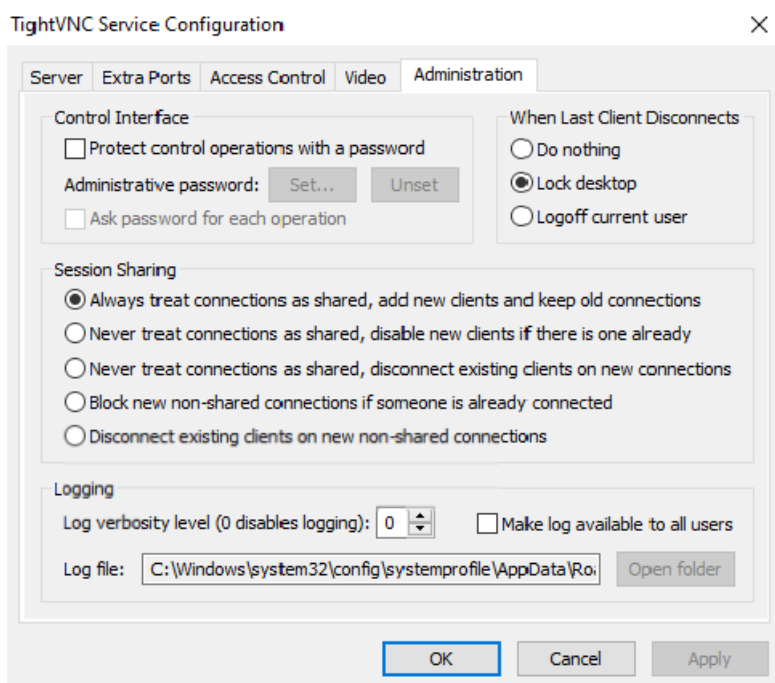 TightVNC Service Configuration
Server Extra Ports Access Control Video Administration
Control Interface
Protect control operations with a password
Administrative password: Set... Unset
Ask password for each operation
When Last Client Disconnects
Do nothing
Lock desktop
Logoff current user
Session Sharing
Always treat connections as shared, add new clients and keep old connections
Never treat connections as shared, disable new clients if there is one already
Never treat connections as shared, disconnect existing clients on new connections
Block new non-shared connections if someone is already connected
Disconnect existing clients on new non-shared connections
Logging
Log verbosity level (0 disables logging): 0 Make log available to all users
Log file: C:\Windows\system32\config\systemprofile\AppData\Roa Open folder
OK Cancel Apply